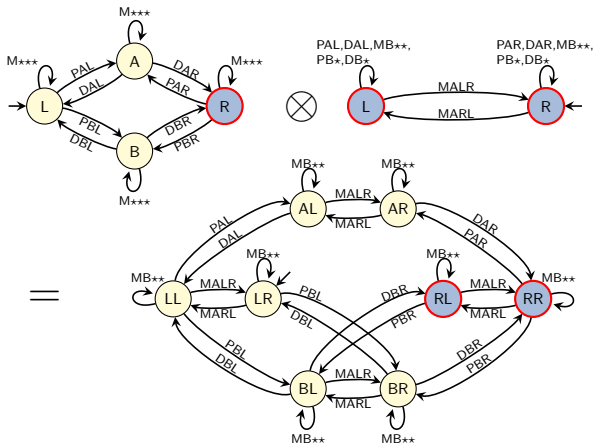 M⋆⋆⋆
PAL,DAL,MB⋆⋆,
PB⋆,DB⋆
PAR,DAR,MB⋆⋆,
PB⋆,DB⋆
M⋆⋆⋆
A
M⋆⋆⋆
PAL
DAL
DAR
PAR
L
R
⊗
L
MALR
MARL
R
PBL
DBL
DBR
PBR
B
M⋆⋆⋆
MB⋆⋆
MB⋆⋆
AL
MALR
MARL
AR
PAL
DAL
DAR
PAR
MB⋆⋆
MB⋆⋆
MB⋆⋆
MB⋆⋆
=
LL
MALR
MARL
LR
PBL
DBL
DBR
PBR
RL
MALR
MARL
RR
PBL
DBL
DBR
PBR
BL
MALR
MARL
BR
MB⋆⋆
MB⋆⋆